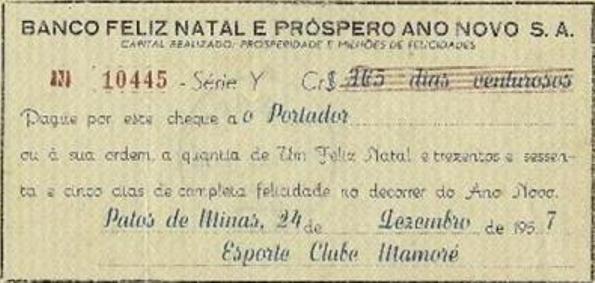 BANCO FELIZ NATAL E PRÓSPERO ANO NOVO S. A.
CAPITAL REALIZADO: PROSPERIDADE E MILHÕES DE FELICIDADES
10445 - Série Y Cr$ 365 dias venturosos
Pague por este cheque a o Portador
ou à sua ordem, a quantia de Um Feliz Natal e trezentos e sessen-
ta e cinco dias de completa felicidade no decorrer do Ano Novo.
Patos de Minas, 24 de Dezembro de 1957
Esporte Clube Mamoré